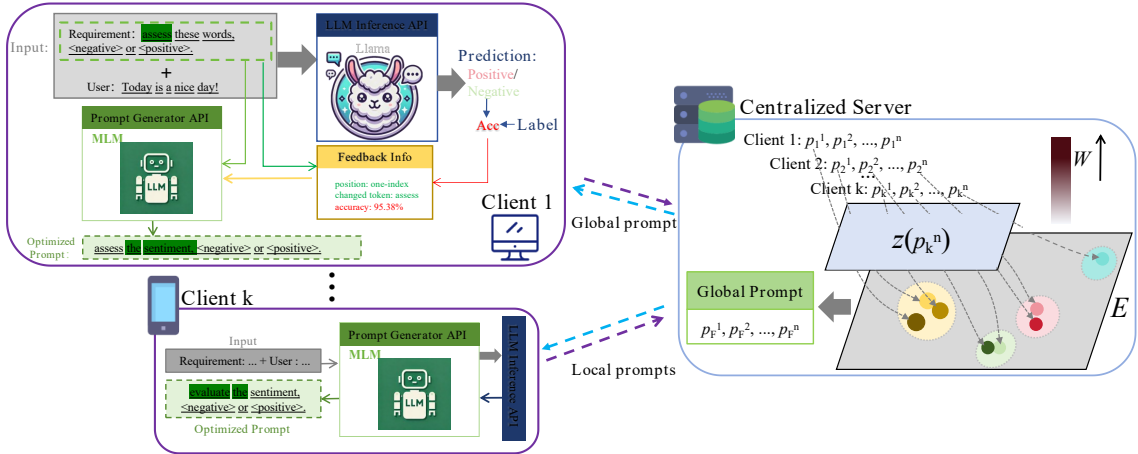 Input:
Requirement: assess these words,
<negative> or <positive>.
+
User: Today is a nice day!
LLM Inference API
Llama
Prediction:
Positive/
Negative
Acc
Label
Prompt Generator API
MLM
LLM
Feedback Info
position: one-index
changed token: assess
accuracy: 95.38%
Client 1
Optimized
Prompt:
assess the sentiment, <negative> or <positive>.
Client k
Input
Requirement: ... + User : ...
evaluate the sentiment,
<negative> or <positive>.
Optimized Prompt
Prompt Generator API
MLM
LLM
LLM Inference API
Global prompt
Local prompts
Centralized Server
Client 1: p₁¹, p₁², ..., p₁ⁿ
Client 2: p₂¹, p₂², ..., p₂ⁿ
...
Client k: pₖ¹, pₖ², ..., pₖⁿ
W
z(pₖⁿ)
E
Global Prompt
p_F¹, p_F², ..., p_Fⁿ